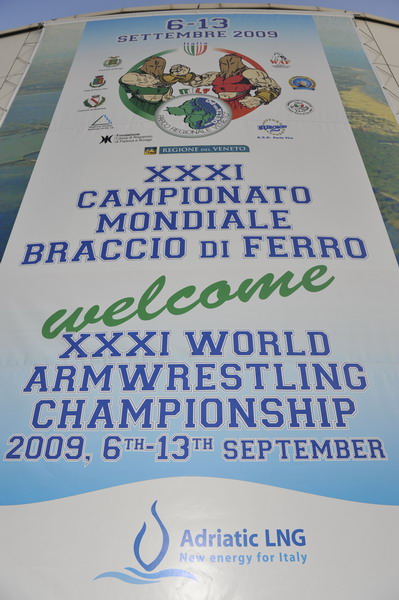 6-13
SETTEMBRE 2009
REGIONE DEL VENETO
XXXI
CAMPIONATO
MONDIALE
BRACCIO DI FERRO
welcome
XXXI WORLD
ARMWRESTLING
CHAMPIONSHIP
2009, 6TH-13TH SEPTEMBER
Adriatic LNG
New energy for Italy